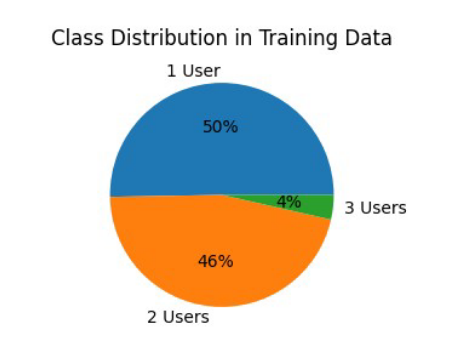 Class Distribution in Training Data
1 User
50%
4%
3 Users
46%
2 Users